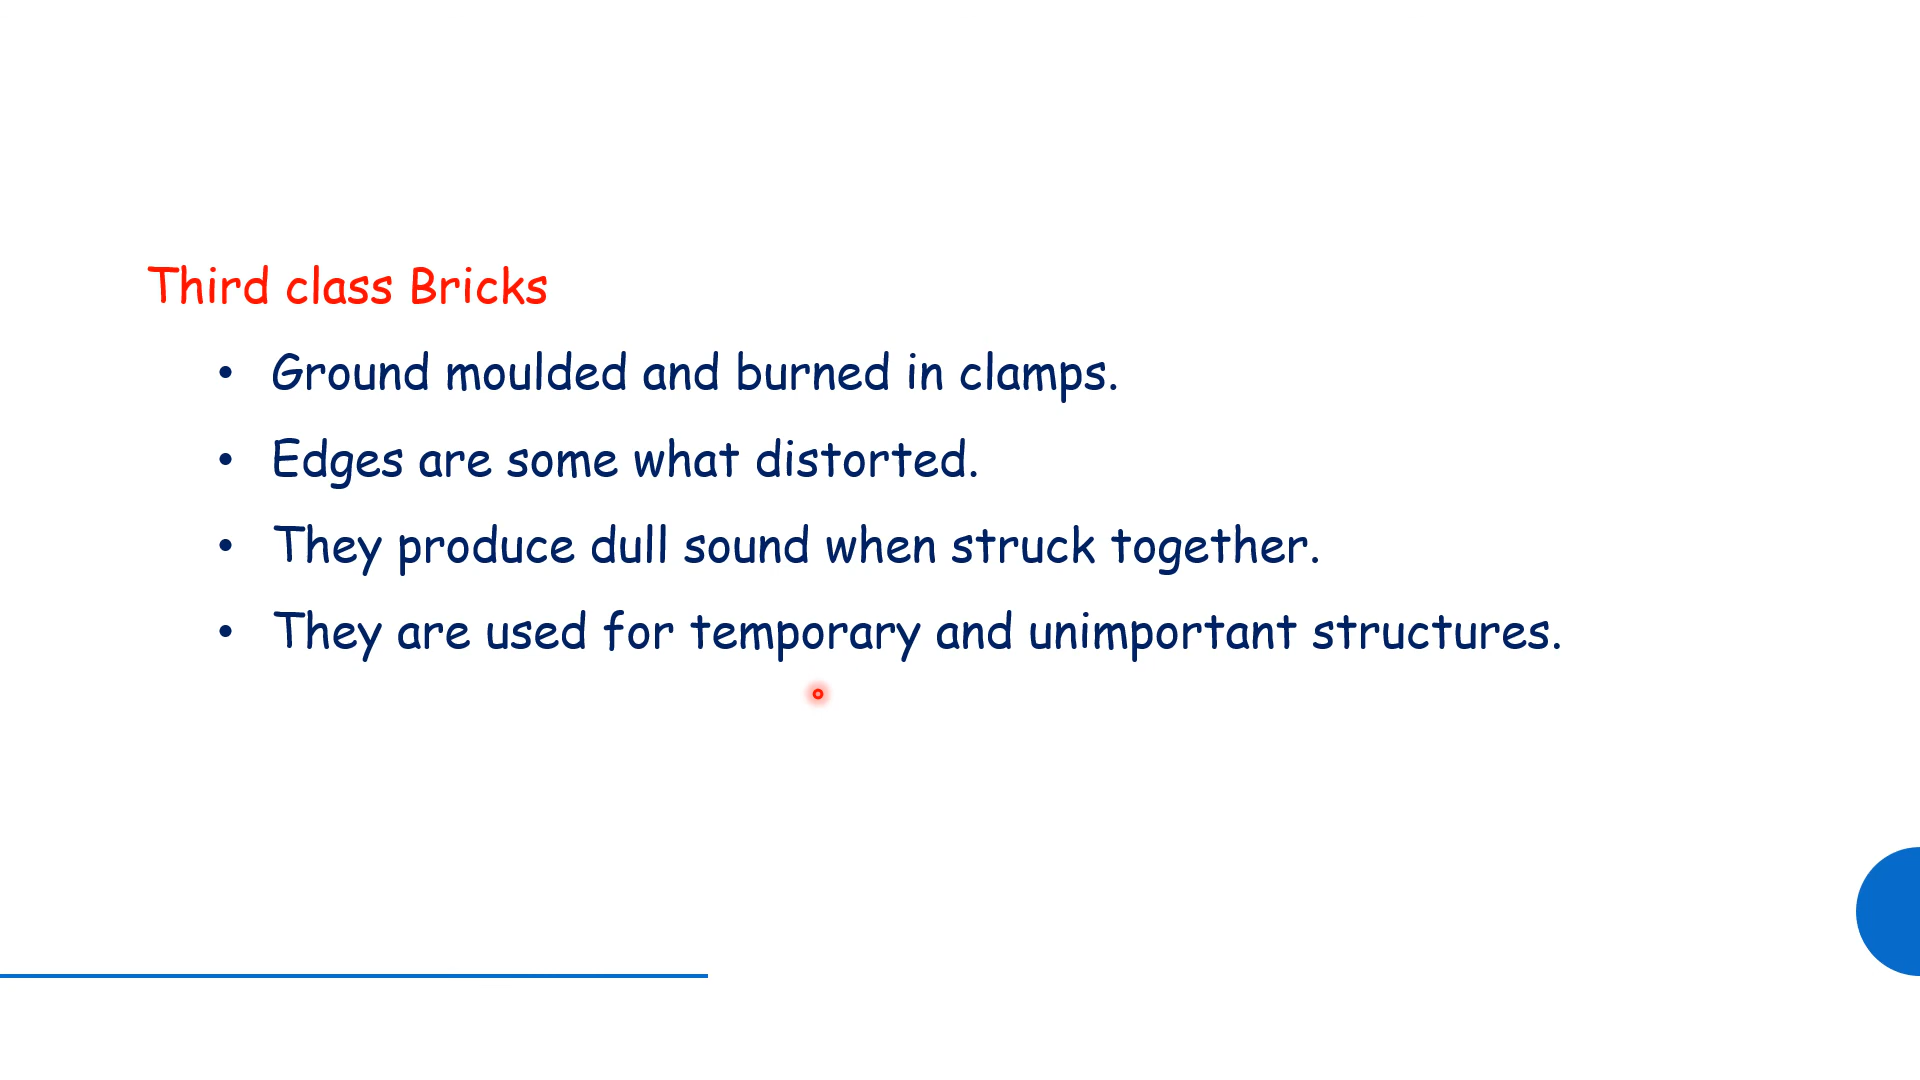 Third class Bricks
• Ground moulded and burned in clamps.
• Edges are some what distorted.
• They produce dull sound when struck together.
• They are used for temporary and unimportant structures.